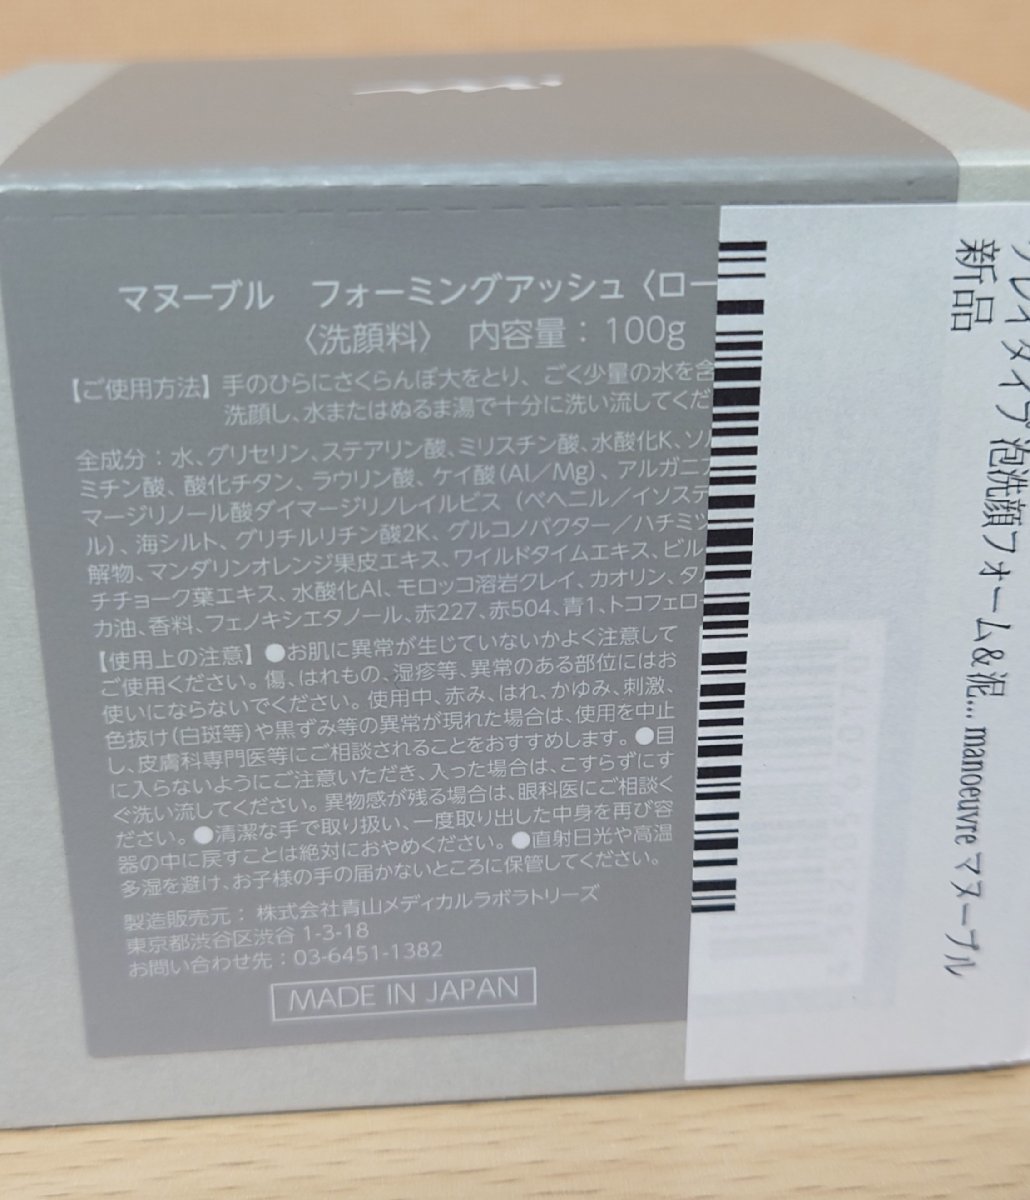 マヌーブル　フォーミングアッシュ〈ロー
〈洗顔料〉　内容量：100g
【ご使用方法】手のひらにさくらんぼ大をとり、ごく少量の水を含
洗顔し、水またはぬるま湯で十分に洗い流してくだ
全成分：水、グリセリン、ステアリン酸、ミリスチン酸、水酸化K、ソル
ミチン酸、酸化チタン、ラウリン酸、ケイ酸(Al／Mg)、アルガニア
マージリノール酸ダイマージリノレイルビス（ベヘニル／イソステ
ル)、海シルト、グリチルリチン酸2K、グルコノバクター／ハチミツ
解物、マンダリンオレンジ果皮エキス、ワイルドタイムエキス、ビル
チチョーク葉エキス、水酸化Al、モロッコ溶岩クレイ、カオリン、タル
カ油、香料、フェノキシエタノール、赤227、赤504、青1、トコフェロー
【使用上の注意】●お肌に異常が生じていないかよく注意して
ご使用ください。傷、はれもの、湿疹等、異常のある部位にはお
使いにならないでください。使用中、赤み、はれ、かゆみ、刺激、
色抜け(白斑等)や黒ずみ等の異常が現れた場合は、使用を中止
し、皮膚科専門医等にご相談されることをおすすめします。●目
に入らないようにご注意いただき、入った場合は、こすらずにす
ぐ洗い流してください。異物感が残る場合は、眼科医にご相談く
ださい。●清潔な手で取り扱い、一度取り出した中身を再び容
器の中に戻すことは絶対におやめください。●直射日光や高温
多湿を避け、お子様の手の届かないところに保管してください。
製造販売元：株式会社青山メディカルラボラトリーズ
東京都渋谷区渋谷 1-3-18
お問い合わせ先：03-6451-1382
MADE IN JAPAN
クレイタイプ 泡洗顔フォーム&泥... manoeuvre マヌーブル
新品